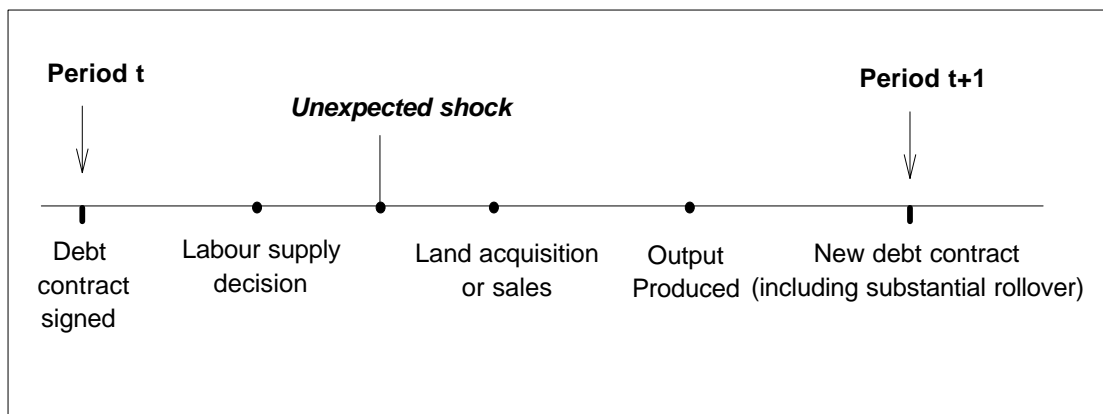 Period t
Period t+1
Unexpected shock
Debt
contract
signed
Labour supply
decision
Land acquisition
or sales
Output
Produced
New debt contract
(including substantial rollover)